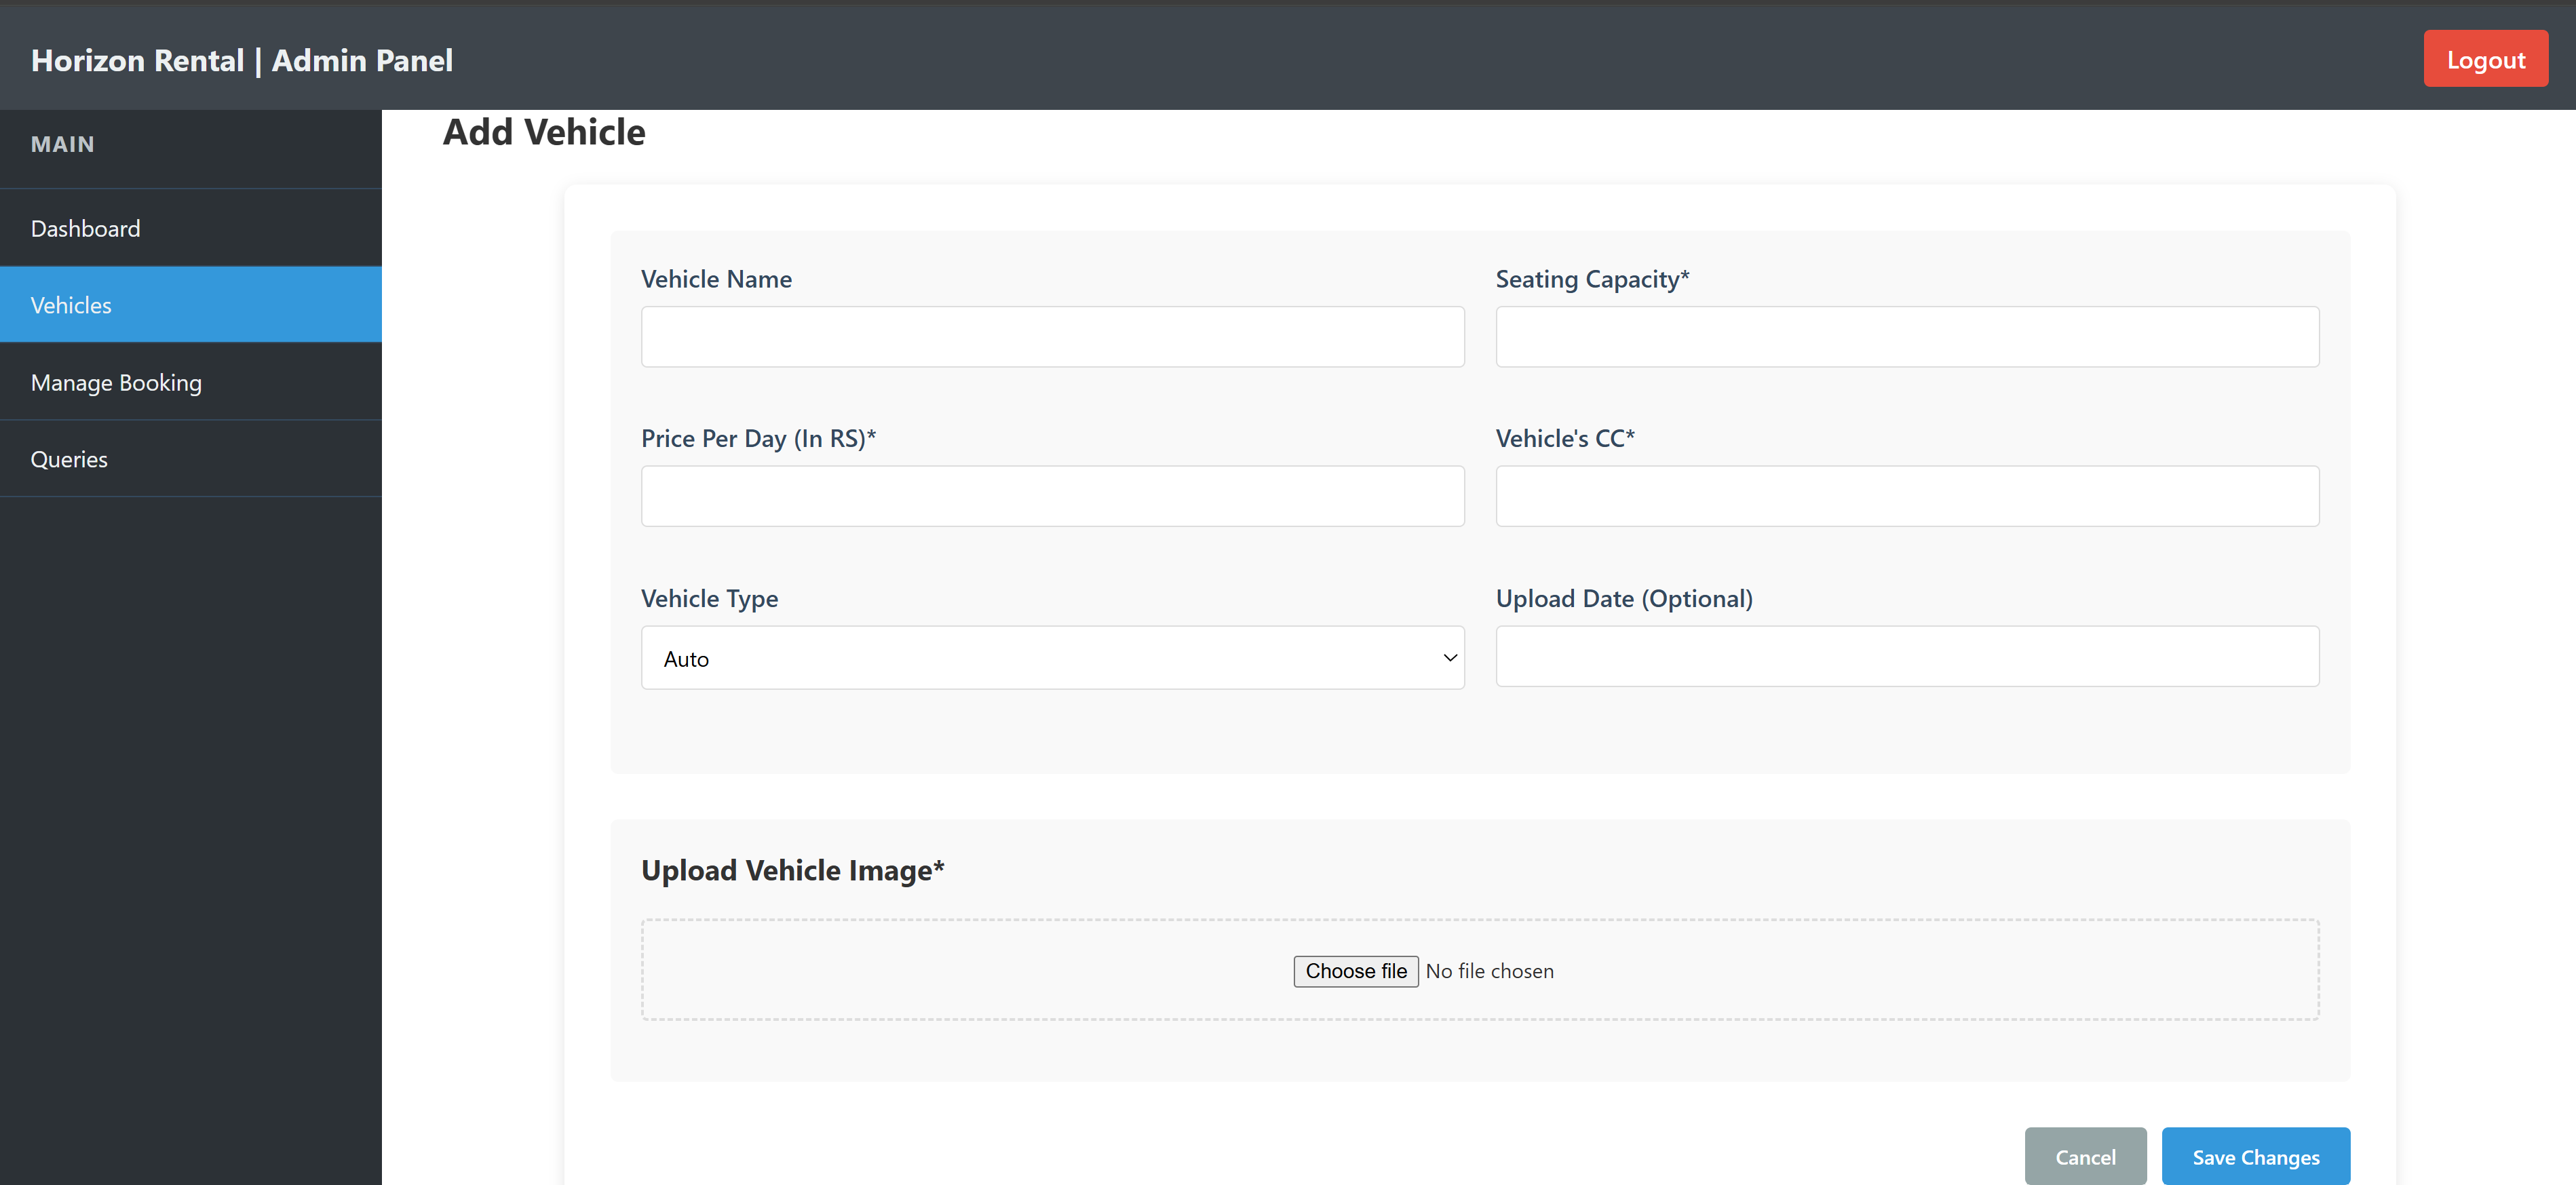 Horizon Rental | Admin Panel
Logout
MAIN
Dashboard
Vehicles
Manage Booking
Queries
Add Vehicle
Vehicle Name
Seating Capacity*
Price Per Day (In RS)*
Vehicle's CC*
Vehicle Type
Upload Date (Optional)
Auto
Upload Vehicle Image*
Choose file No file chosen
Cancel
Save Changes